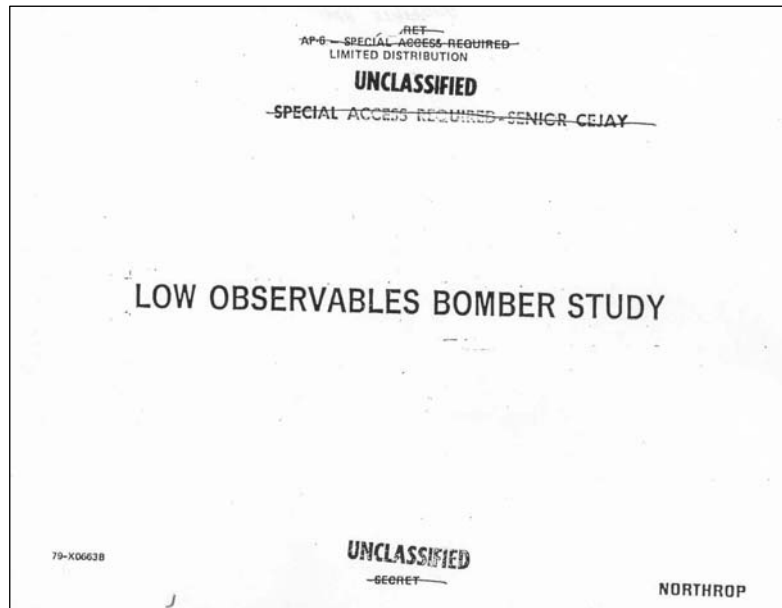 RET
AP-6 — SPECIAL ACCESS REQUIRED
LIMITED DISTRIBUTION
UNCLASSIFIED
SPECIAL ACCESS REQUIRED-SENIOR CEJAY
LOW OBSERVABLES BOMBER STUDY
UNCLASSIFIED
SECRET
79-X0663B
NORTHROP